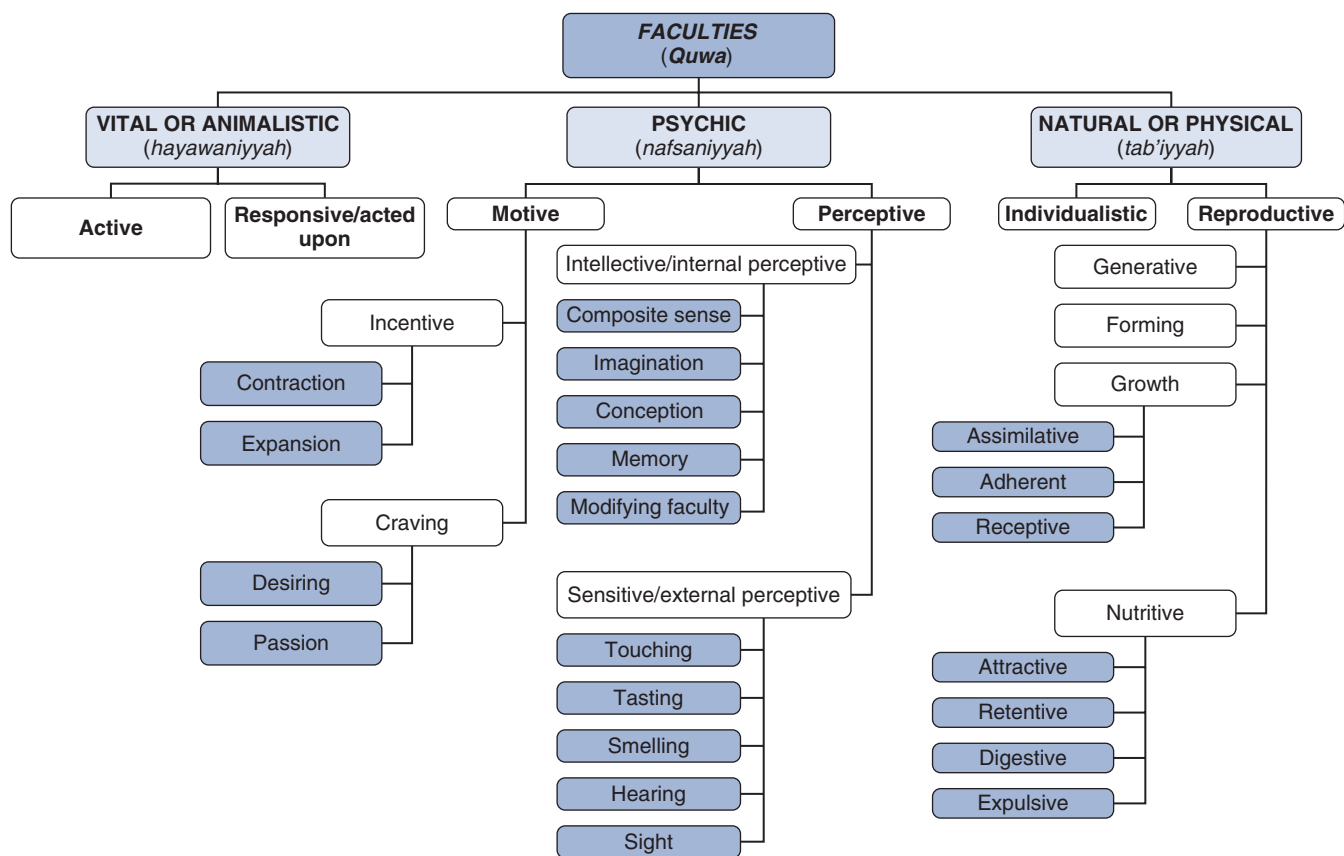 FACULTIES
(Quwa)
VITAL OR ANIMALISTIC
(hayawaniyyah)
PSYCHIC
(nafsaniyyah)
NATURAL OR PHYSICAL
(tab’iyyah)
Active
Responsive/acted
upon
Motive
Perceptive
Individualistic
Reproductive
Incentive
Contraction
Expansion
Craving
Desiring
Passion
Intellective/internal perceptive
Composite sense
Imagination
Conception
Memory
Modifying faculty
Sensitive/external perceptive
Touching
Tasting
Smelling
Hearing
Sight
Generative
Forming
Growth
Assimilative
Adherent
Receptive
Nutritive
Attractive
Retentive
Digestive
Expulsive